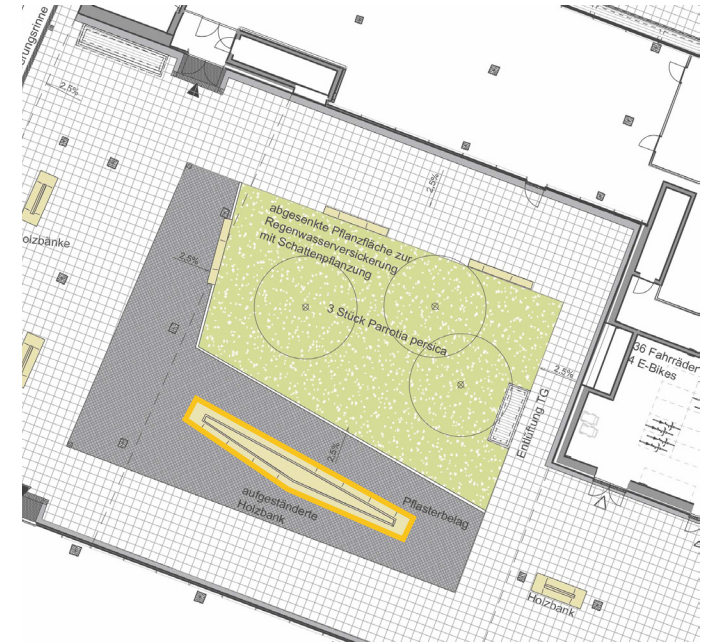 erungsrinne
2,5%
2,5%
abgesenkte Pflanzfläche zur
Regenwasserversickerung
mit Schattenpflanzung
olzbänke
2,5%
3 Stück Parrotia persica
36 Fahrräder
4 E-Bikes
2,5%
Entlüftung TG
2,5%
aufgeständerte
Holzbank
Pflasterbelag
Holzbank